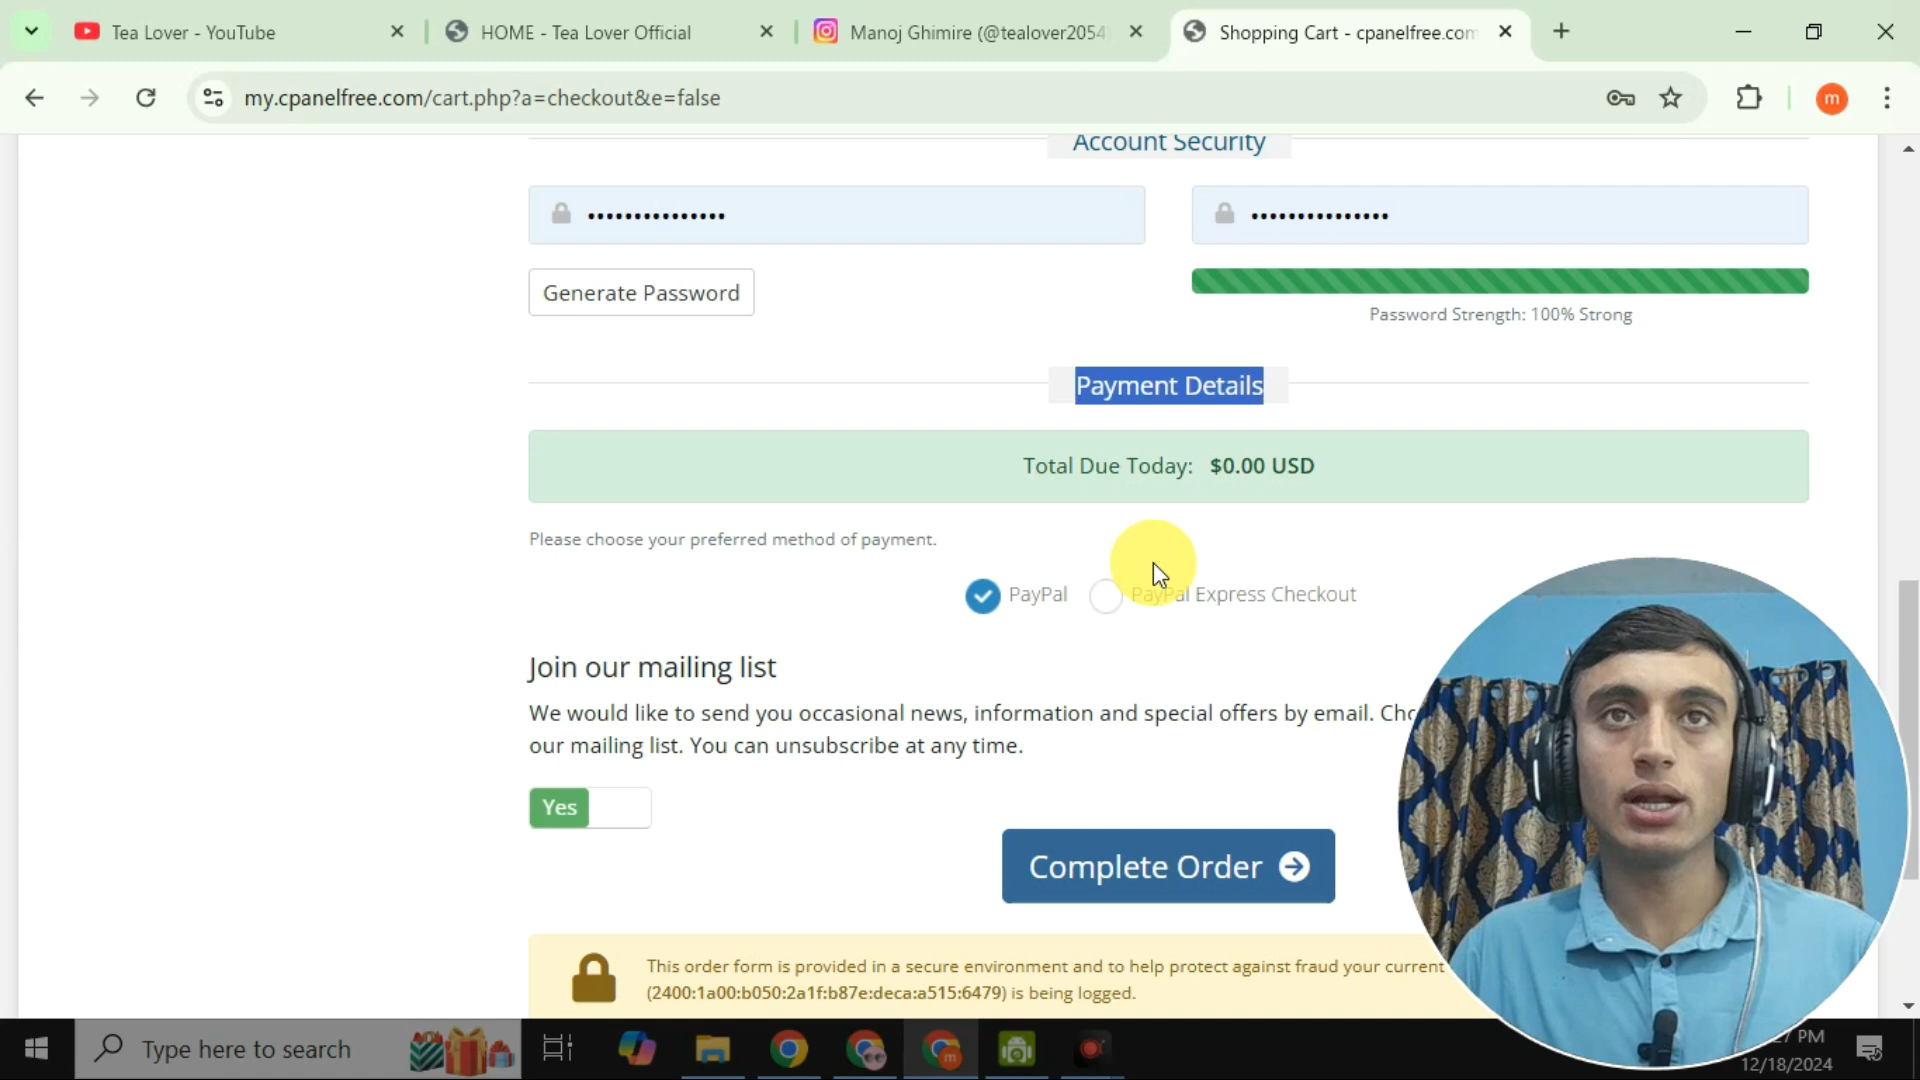 Tea Lover - YouTube
HOME - Tea Lover Official
Manoj Ghimire (@tealover2054
Shopping Cart - cpanelfree.com
my.cpanelfree.com/cart.php?a=checkout&e=false
m
Account Security
•••••••••••••••
•••••••••••••••
Generate Password
Password Strength: 100% Strong
Payment Details
Total Due Today: $0.00 USD
Please choose your preferred method of payment.
PayPal
PayPal Express Checkout
Join our mailing list
We would like to send you occasional news, information and special offers by email.
our mailing list. You can unsubscribe at any time.
Yes
Complete Order
This order form is provided in a secure environment and to help protect against fraud your current
(2400:1a00:b050:2a1f:b87e:deca:a515:6479) is being logged.
Type here to search
m
PM
12/18/2024